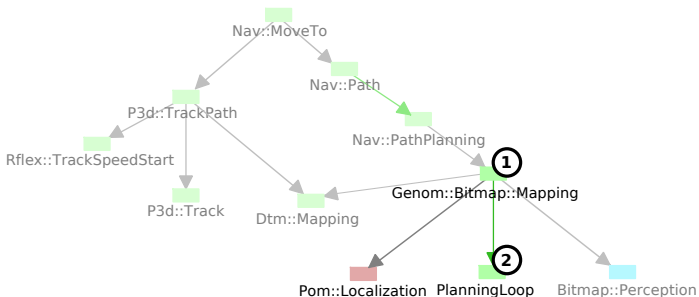 Nav::MoveTo
Nav::Path
P3d::TrackPath
Nav::PathPlanning
Rflex::TrackSpeedStart
1
Genom::Bitmap::Mapping
P3d::Track
Dtm::Mapping
2
Pom::Localization
PlanningLoop
Bitmap::Perception